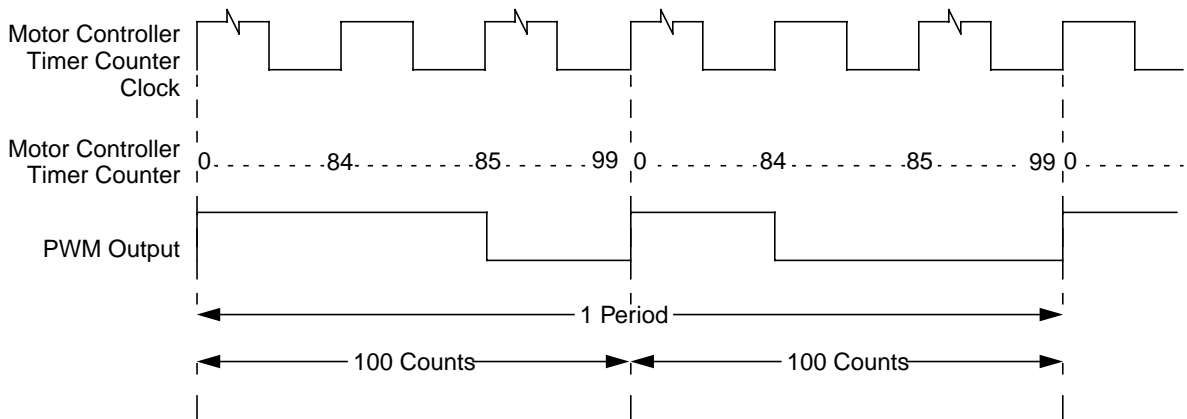 Motor Controller
Timer Counter
Clock
Motor Controller
Timer Counter
0 84 85 99 0 84 85 99 0
PWM Output
1 Period
100 Counts 100 Counts